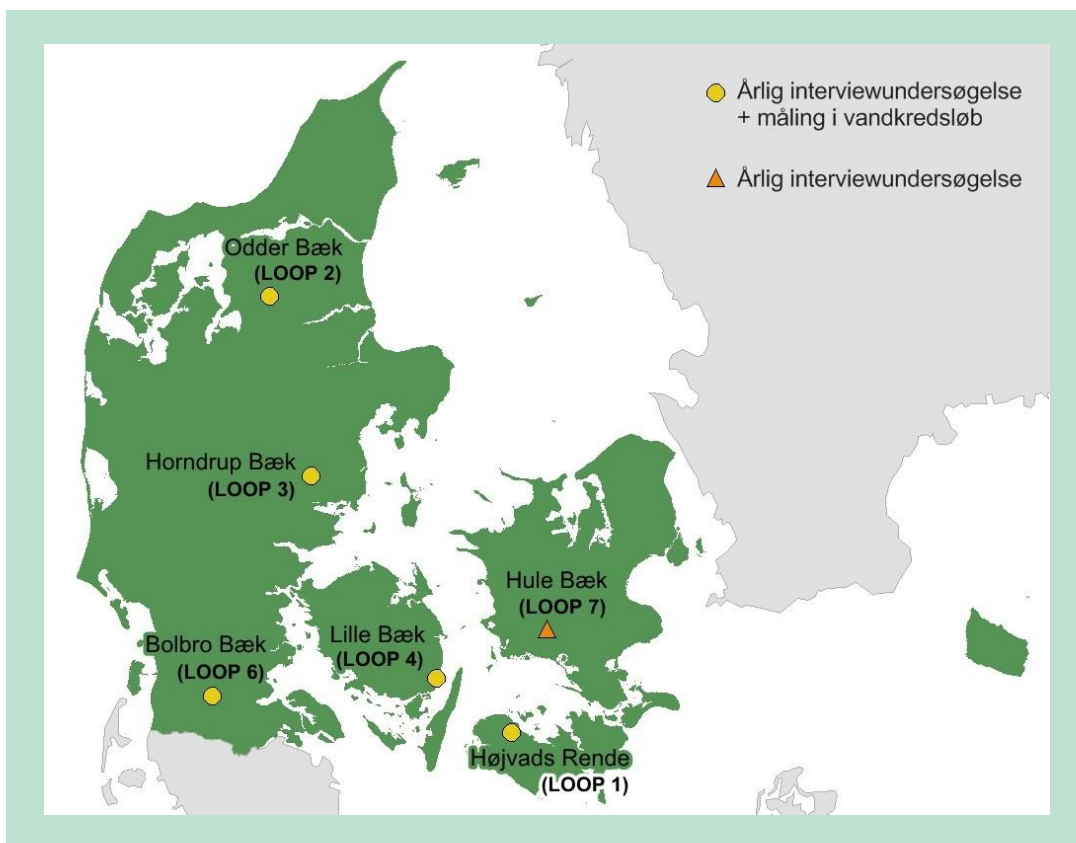 Årlig interviewundersøgelse
+ måling i vandkredsløb
Årlig interviewundersøgelse
Odder Bæk
(LOOP 2)
Horndrup Bæk
(LOOP 3)
Hule Bæk
(LOOP 7)
Lille Bæk
(LOOP 4)
Bolbro Bæk
(LOOP 6)
Højvads Rende
(LOOP 1)